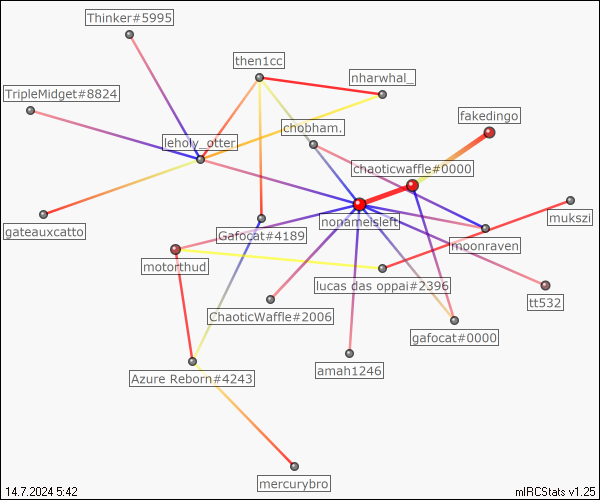 Thinker#5995
then1cc
nharwhal_
TripleMidget#8824
fakedingo
chobham.
leholy_otter
chaoticwaffle#0000
nonameisleft
mukszi
gateauxcatto
Gafocat#4189
moonraven
motorthud
lucas das oppai#2396
tt532
ChaoticWaffle#2006
gafocat#0000
amah1246
Azure Reborn#4243
mercurybro
14.7.2024 5:42
mIRCStats v1.25